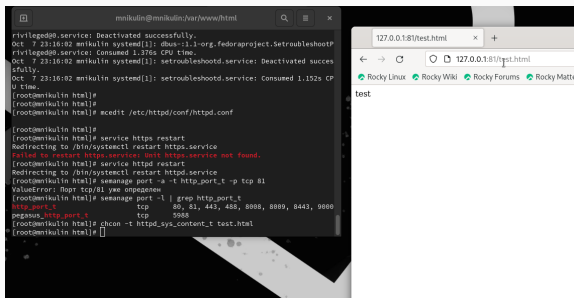 mnikulin@mnikulin:/var/www/html
rivileged@0.service: Deactivated successfully.
Oct  7 23:16:02 mnikulin systemd[1]: dbus-:1.1-org.fedoraproject.SetroubleshootP
rivileged@0.service: Consumed 1.376s CPU time.
Oct  7 23:16:02 mnikulin systemd[1]: setroubleshootd.service: Deactivated succes
sfully.
Oct  7 23:16:02 mnikulin systemd[1]: setroubleshootd.service: Consumed 1.152s CP
U time.
[root@mnikulin html]#
[root@mnikulin html]#
[root@mnikulin html]# mcedit /etc/httpd/conf/httpd.conf
[root@mnikulin html]#
[root@mnikulin html]# service https restart
Redirecting to /bin/systemctl restart https.service
Failed to restart https.service: Unit https.service not found.
[root@mnikulin html]# service httpd restart
Redirecting to /bin/systemctl restart httpd.service
[root@mnikulin html]# semanage port -a -t http_port_t -p tcp 81
ValueError: Порт tcp/81 уже определен
[root@mnikulin html]# semanage port -l | grep http_port_t
http_port_t tcp 80, 81, 443, 488, 8008, 8009, 8443, 9000
pegasus_http_port_t tcp 5988
[root@mnikulin html]# chcon -t httpd_sys_content_t test.html
[root@mnikulin html]#
127.0.0.1:81/test.html
127.0.0.1:81/test.html
Rocky Linux Rocky Wiki Rocky Forums Rocky Matte
test